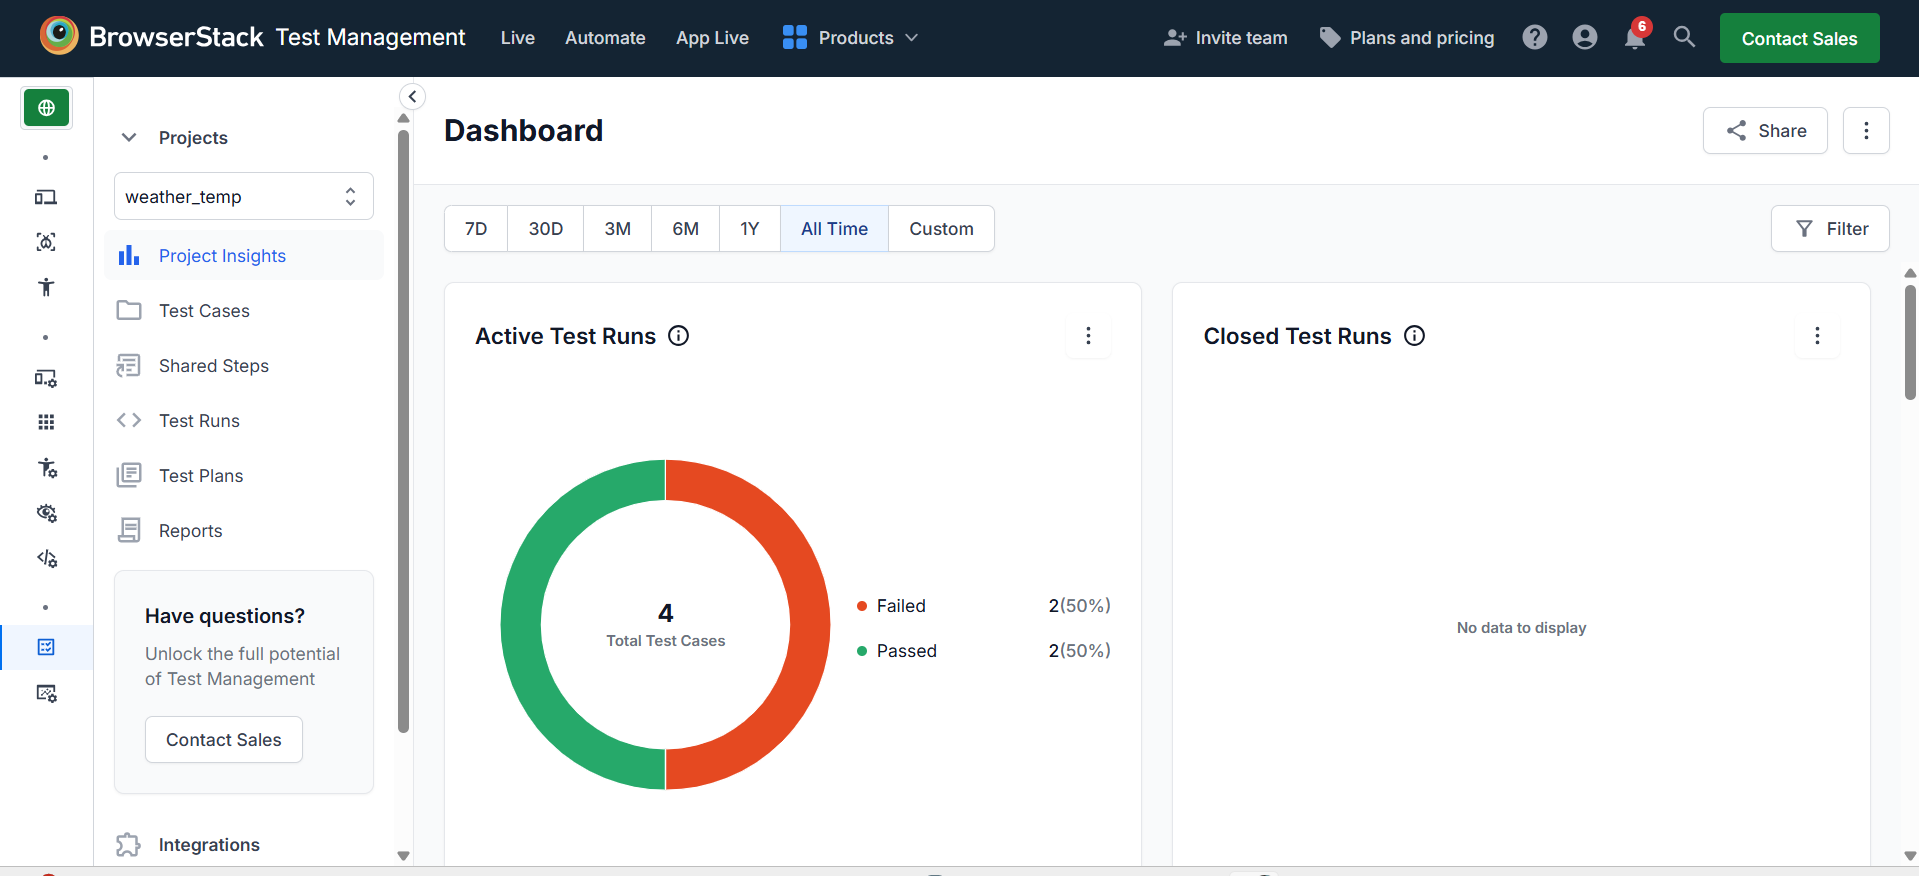 BrowserStack Test Management
Live
Automate
App Live
Products
Invite team
Plans and pricing
6
Contact Sales
Projects
weather_temp
Project Insights
Test Cases
Shared Steps
Test Runs
Test Plans
Reports
Have questions?
Unlock the full potential
of Test Management
Contact Sales
Integrations
Dashboard
Share
7D
30D
3M
6M
1Y
All Time
Custom
Filter
Active Test Runs
4
Total Test Cases
Failed 2(50%)
Passed 2(50%)
Closed Test Runs
No data to display